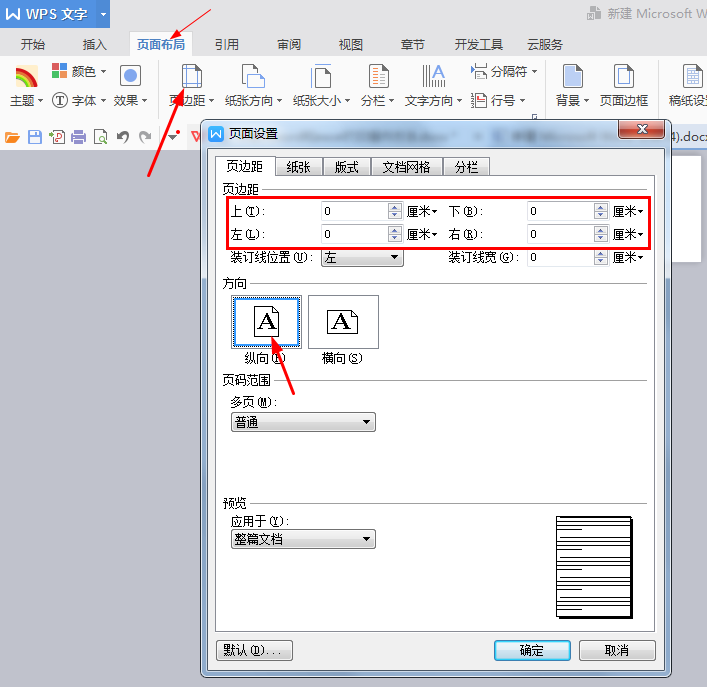 WPS 文字
新建 Microsoft W
开始 插入 页面布局 引用 审阅 视图 章节 开发工具 云服务
颜色 分隔符
主题 字体 效果 页边距 纸张方向 纸张大小 分栏 文字方向 行号 背景 页面边框 稿纸设
4).docx
页面设置
页边距 纸张 版式 文档网格 分栏
页边距
上(T): 0 厘米 下(B): 0 厘米
左(L): 0 厘米 右(R): 0 厘米
装订线位置(U): 左 装订线宽(G): 0 厘米
方向
A A
纵向 横向(S)
页码范围
多页(M):
普通
预览
应用于(Y):
整篇文档
默认(D)... 确定 取消